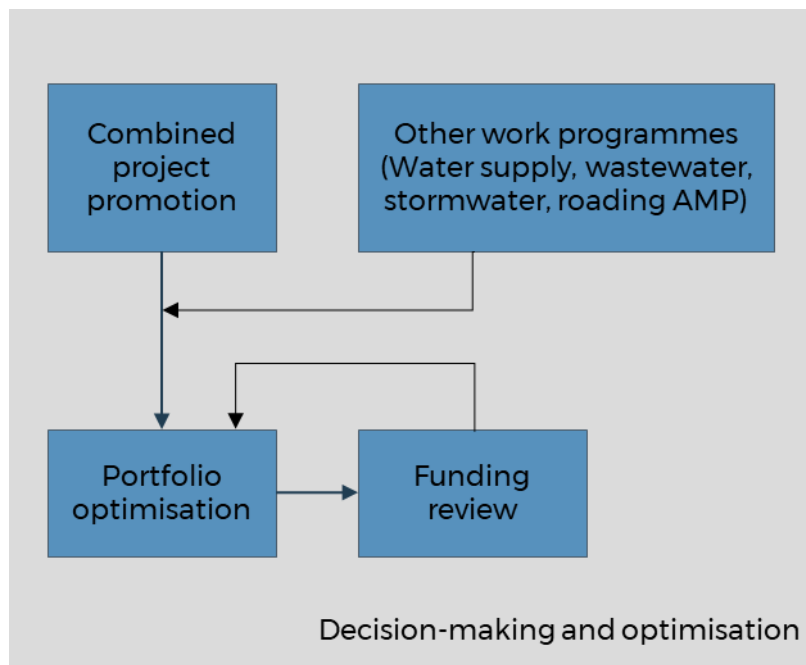 Combined
project
promotion
Other work programmes
(Water supply, wastewater,
stormwater, roading AMP)
Portfolio
optimisation
Funding
review
Decision-making and optimisation